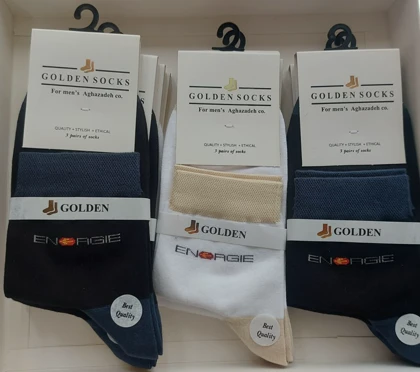 GOLDEN SOCKS
For men's Aghazadeh co.
QUALITY • STYLISH • ETHICAL
3 pairs of socks
GOLDEN
ENERGIE
Best
Quality
GOLDEN SOCKS
For men's Aghazadeh co.
QUALITY • STYLISH • ETHICAL
3 pairs of socks
GOLDEN
ENERGIE
Best
Quality
GOLDEN SOCKS
For men's Aghazadeh co.
QUALITY • STYLISH • ETHICAL
3 pairs of socks
GOLDEN
ENERGIE
Best
Quality